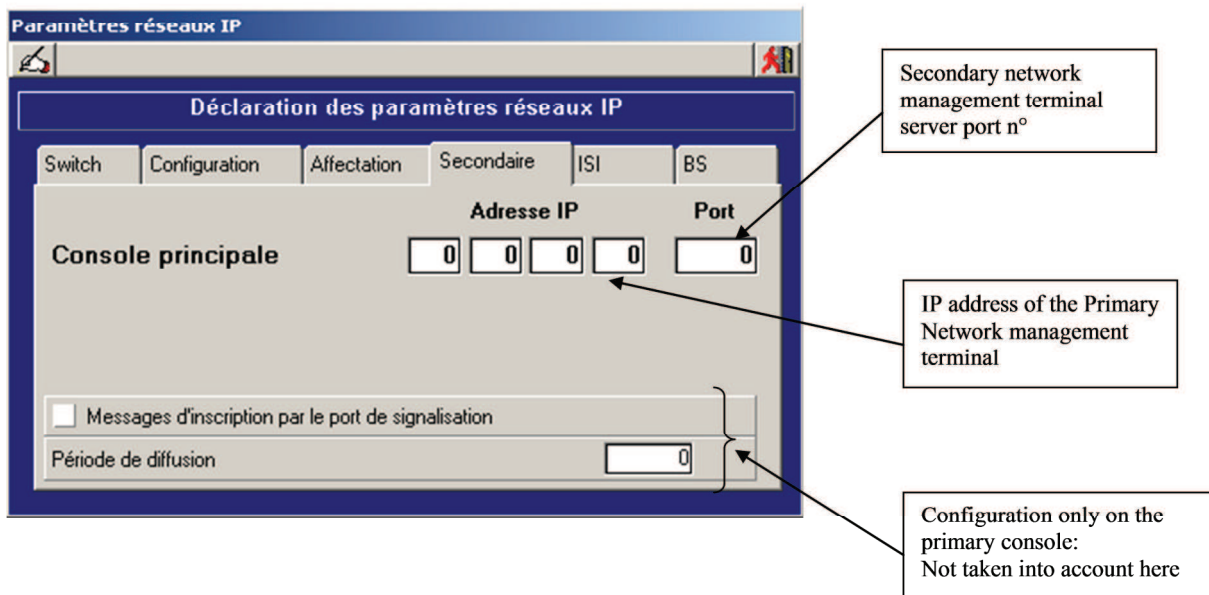 Paramètres réseaux IP
Déclaration des paramètres réseaux IP
Switch
Configuration
Affectation
Secondaire
ISI
BS
Adresse IP
Port
Console principale
0
0
0
0
0
Messages d'inscription par le port de signalisation
Période de diffusion
0
Secondary network
management terminal
server port n°
IP address of the Primary
Network management
terminal
Configuration only on the
primary console:
Not taken into account here